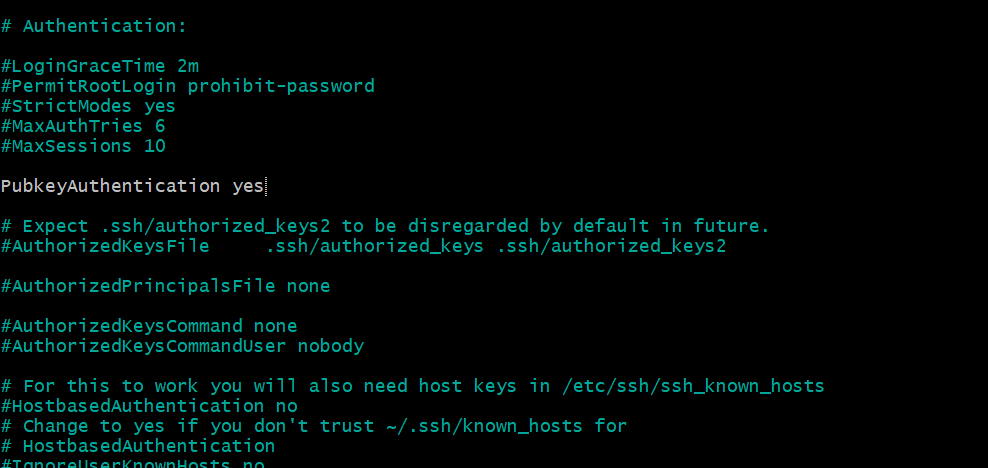 # Authentication:
#LoginGraceTime 2m
#PermitRootLogin prohibit-password
#StrictModes yes
#MaxAuthTries 6
#MaxSessions 10
PubkeyAuthentication yes
# Expect .ssh/authorized_keys2 to be disregarded by default in future.
#AuthorizedKeysFile     .ssh/authorized_keys .ssh/authorized_keys2
#AuthorizedPrincipalsFile none
#AuthorizedKeysCommand none
#AuthorizedKeysCommandUser nobody
# For this to work you will also need host keys in /etc/ssh/ssh_known_hosts
#HostbasedAuthentication no
# Change to yes if you don't trust ~/.ssh/known_hosts for
# HostbasedAuthentication
#IgnoreUserKnownHosts no